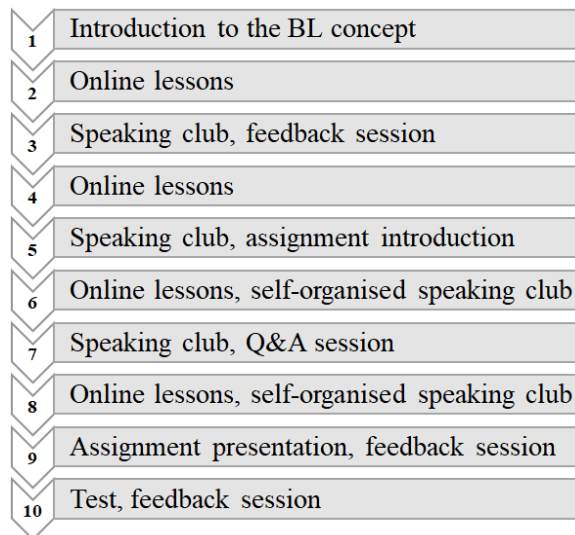 1 Introduction to the BL concept
2 Online lessons
3 Speaking club, feedback session
4 Online lessons
5 Speaking club, assignment introduction
6 Online lessons, self-organised speaking club
7 Speaking club, Q&A session
8 Online lessons, self-organised speaking club
9 Assignment presentation, feedback session
10 Test, feedback session